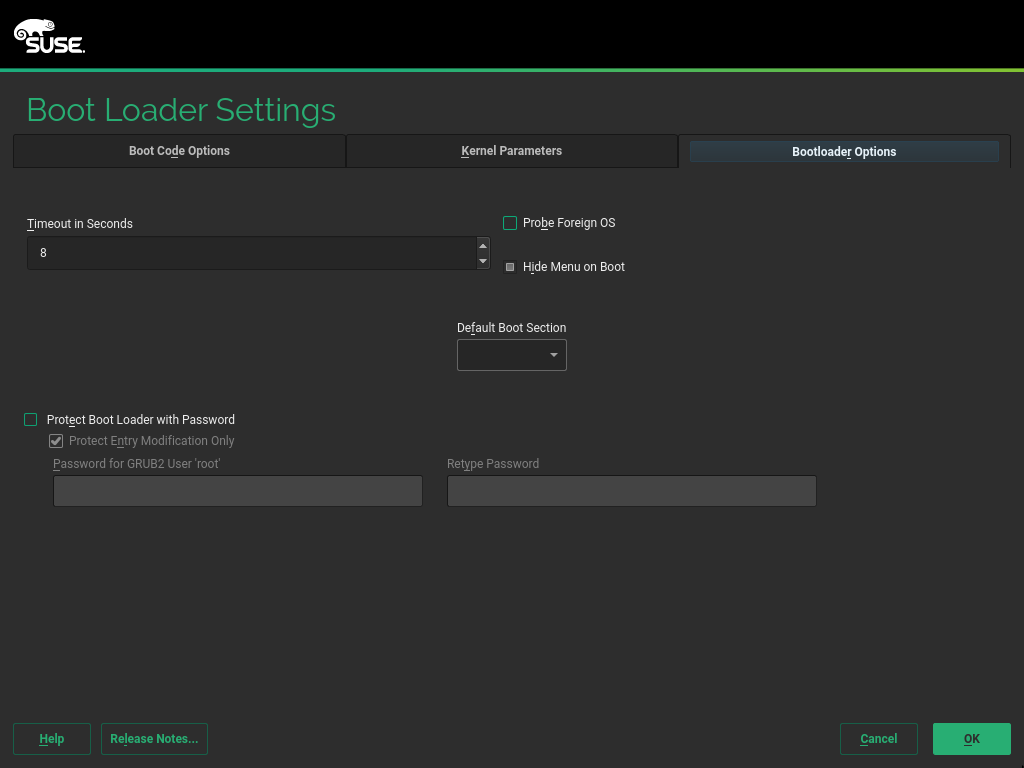 SUSE.
Boot Loader Settings
Boot Code Options
Kernel Parameters
Bootloader Options
Timeout in Seconds
8
Probe Foreign OS
Hide Menu on Boot
Default Boot Section
Protect Boot Loader with Password
Protect Entry Modification Only
Password for GRUB2 User 'root'
Retype Password
Help
Release Notes...
Cancel
OK